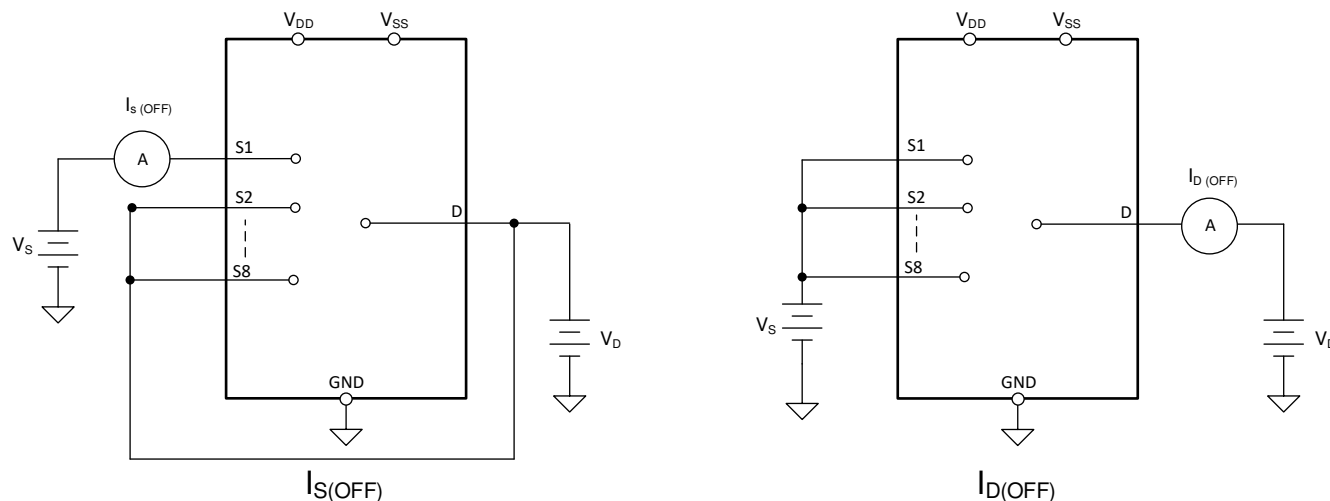 VDD VSS
Is (OFF)
A
S1
S2
D
VS
S8
VD
GND
IS(OFF)
VDD VSS
S1
ID (OFF)
S2
D
A
S8
VS
VD
GND
ID(OFF)